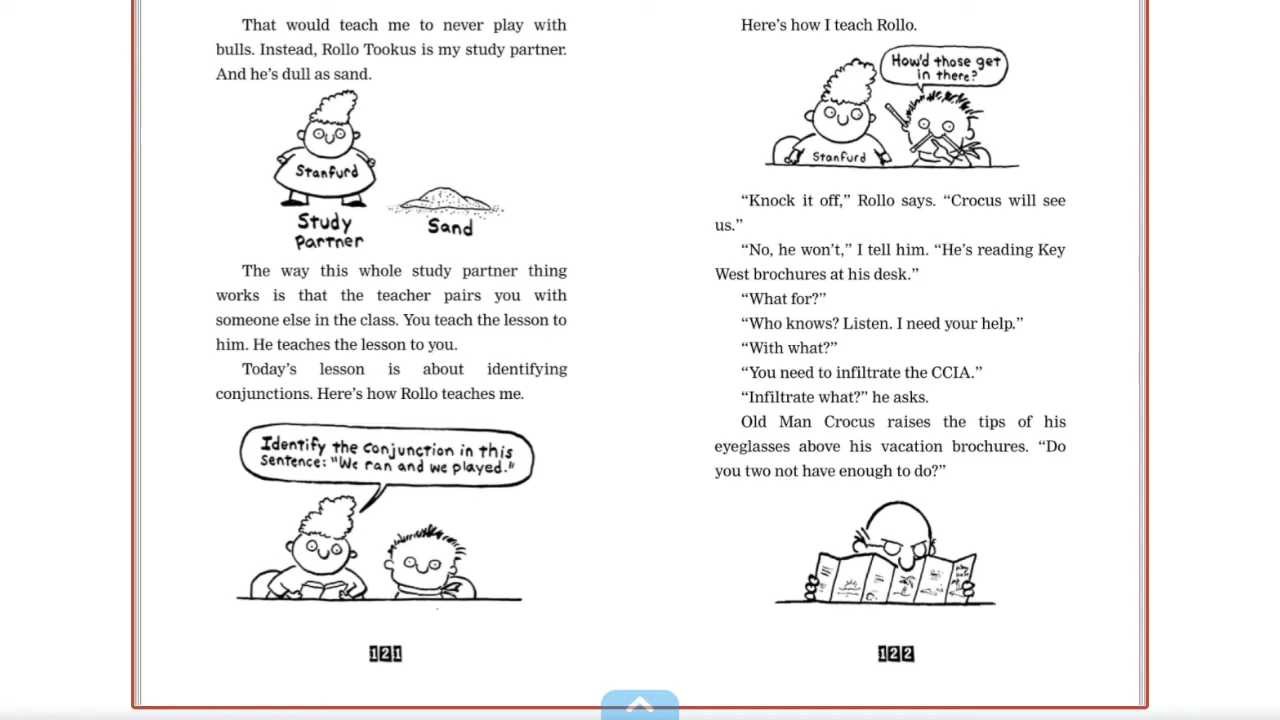 That would teach me to never play with
bulls. Instead, Rollo Tookus is my study partner.
And he's dull as sand.
Stanfurd
Study
Partner
Sand
The way this whole study partner thing
works is that the teacher pairs you with
someone else in the class. You teach the lesson to
him. He teaches the lesson to you.
Today's lesson is about identifying
conjunctions. Here's how Rollo teaches me.
Identify the conjunction in this
sentence: "We ran and we played."
121
Here's how I teach Rollo.
How'd those get
in there?
Stanfurd
“Knock it off,” Rollo says. “Crocus will see
us.”
“No, he won't,” I tell him. “He's reading Key
West brochures at his desk.”
“What for?”
“Who knows? Listen. I need your help.”
“With what?”
“You need to infiltrate the CCIA.”
“Infiltrate what?” he asks.
Old Man Crocus raises the tips of his
eyeglasses above his vacation brochures. “Do
you two not have enough to do?”
122